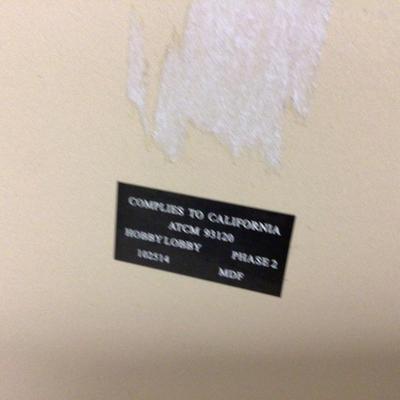 COMPLIES TO CALIFORNIA
ATCM 93120
HOBBY LOBBY PHASE 2
102514 MDF